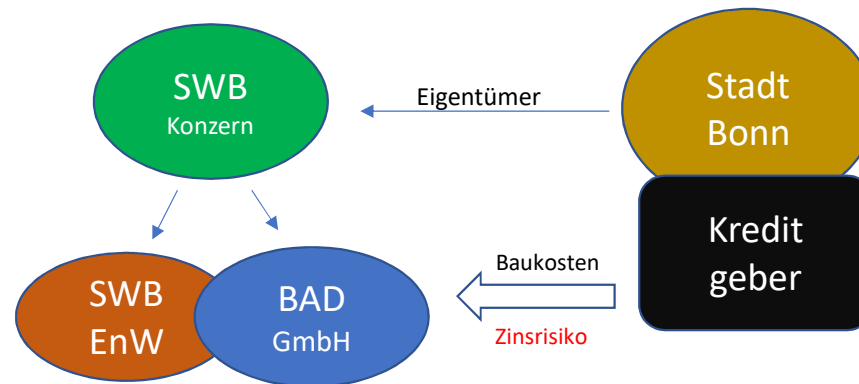 SWB
Konzern
Eigentümer
Stadt
Bonn
Kredit
geber
Baukosten
Zinsrisiko
SWB
EnW
BAD
GmbH